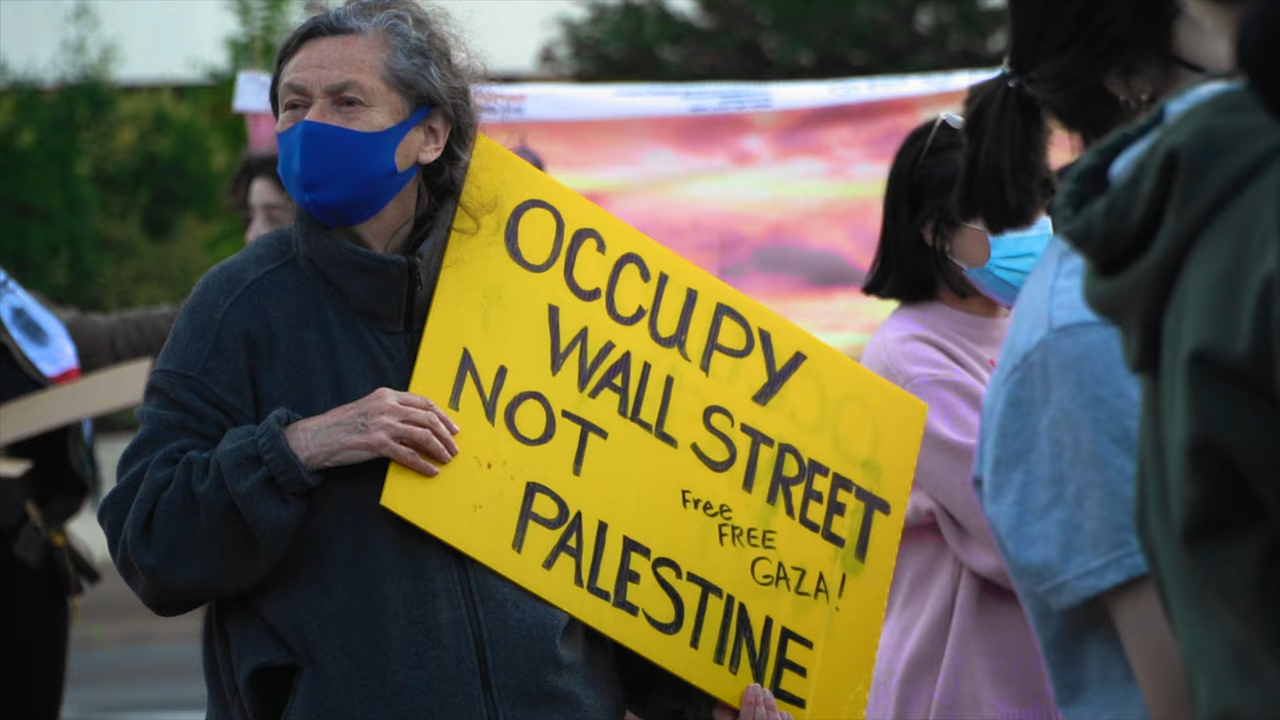 OCCUPY
WALL STREET
NOT
Free
FREE
GAZA!
PALESTINE